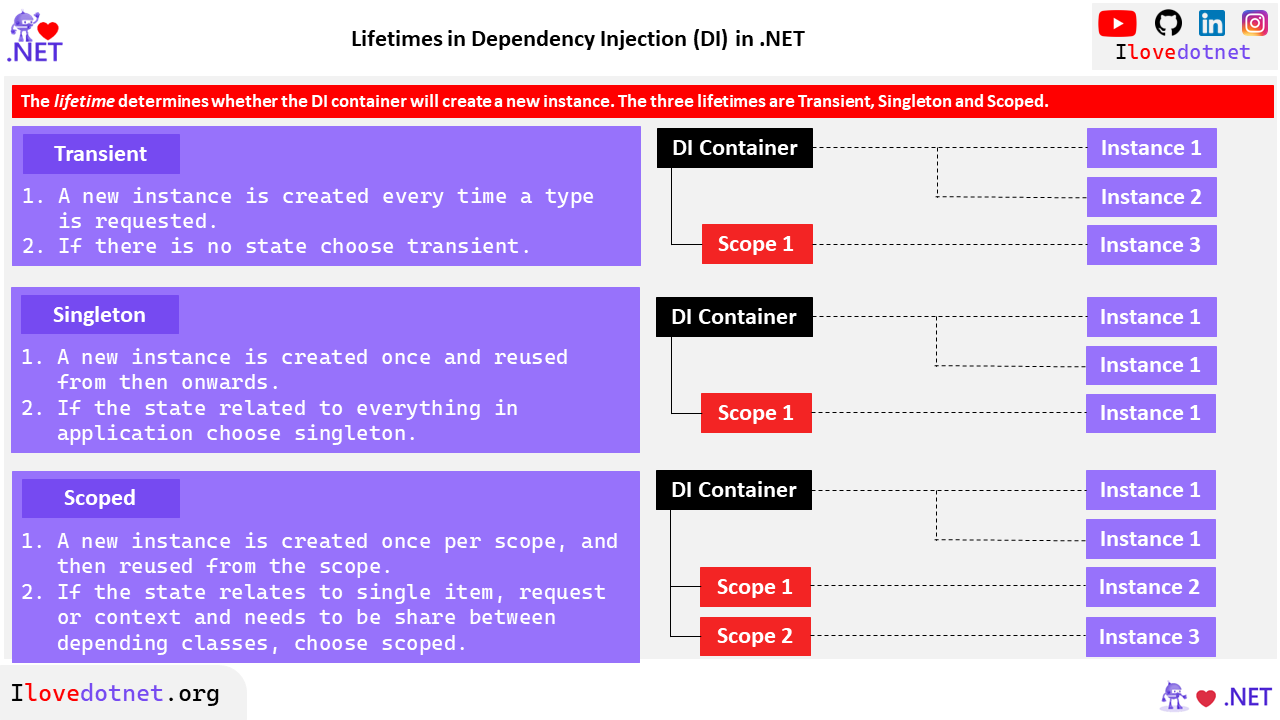 .NET
Lifetimes in Dependency Injection (DI) in .NET
Ilovedotnet
The lifetime determines whether the DI container will create a new instance. The three lifetimes are Transient, Singleton and Scoped.
Transient
1. A new instance is created every time a type
is requested.
2. If there is no state choose transient.
DI Container
Instance 1
Instance 2
Scope 1
Instance 3
Singleton
1. A new instance is created once and reused
from then onwards.
2. If the state related to everything in
application choose singleton.
DI Container
Instance 1
Instance 1
Scope 1
Instance 1
Scoped
1. A new instance is created once per scope, and
then reused from the scope.
2. If the state relates to single item, request
or context and needs to be share between
depending classes, choose scoped.
DI Container
Instance 1
Instance 1
Scope 1
Instance 2
Scope 2
Instance 3
Ilovedotnet.org
.NET